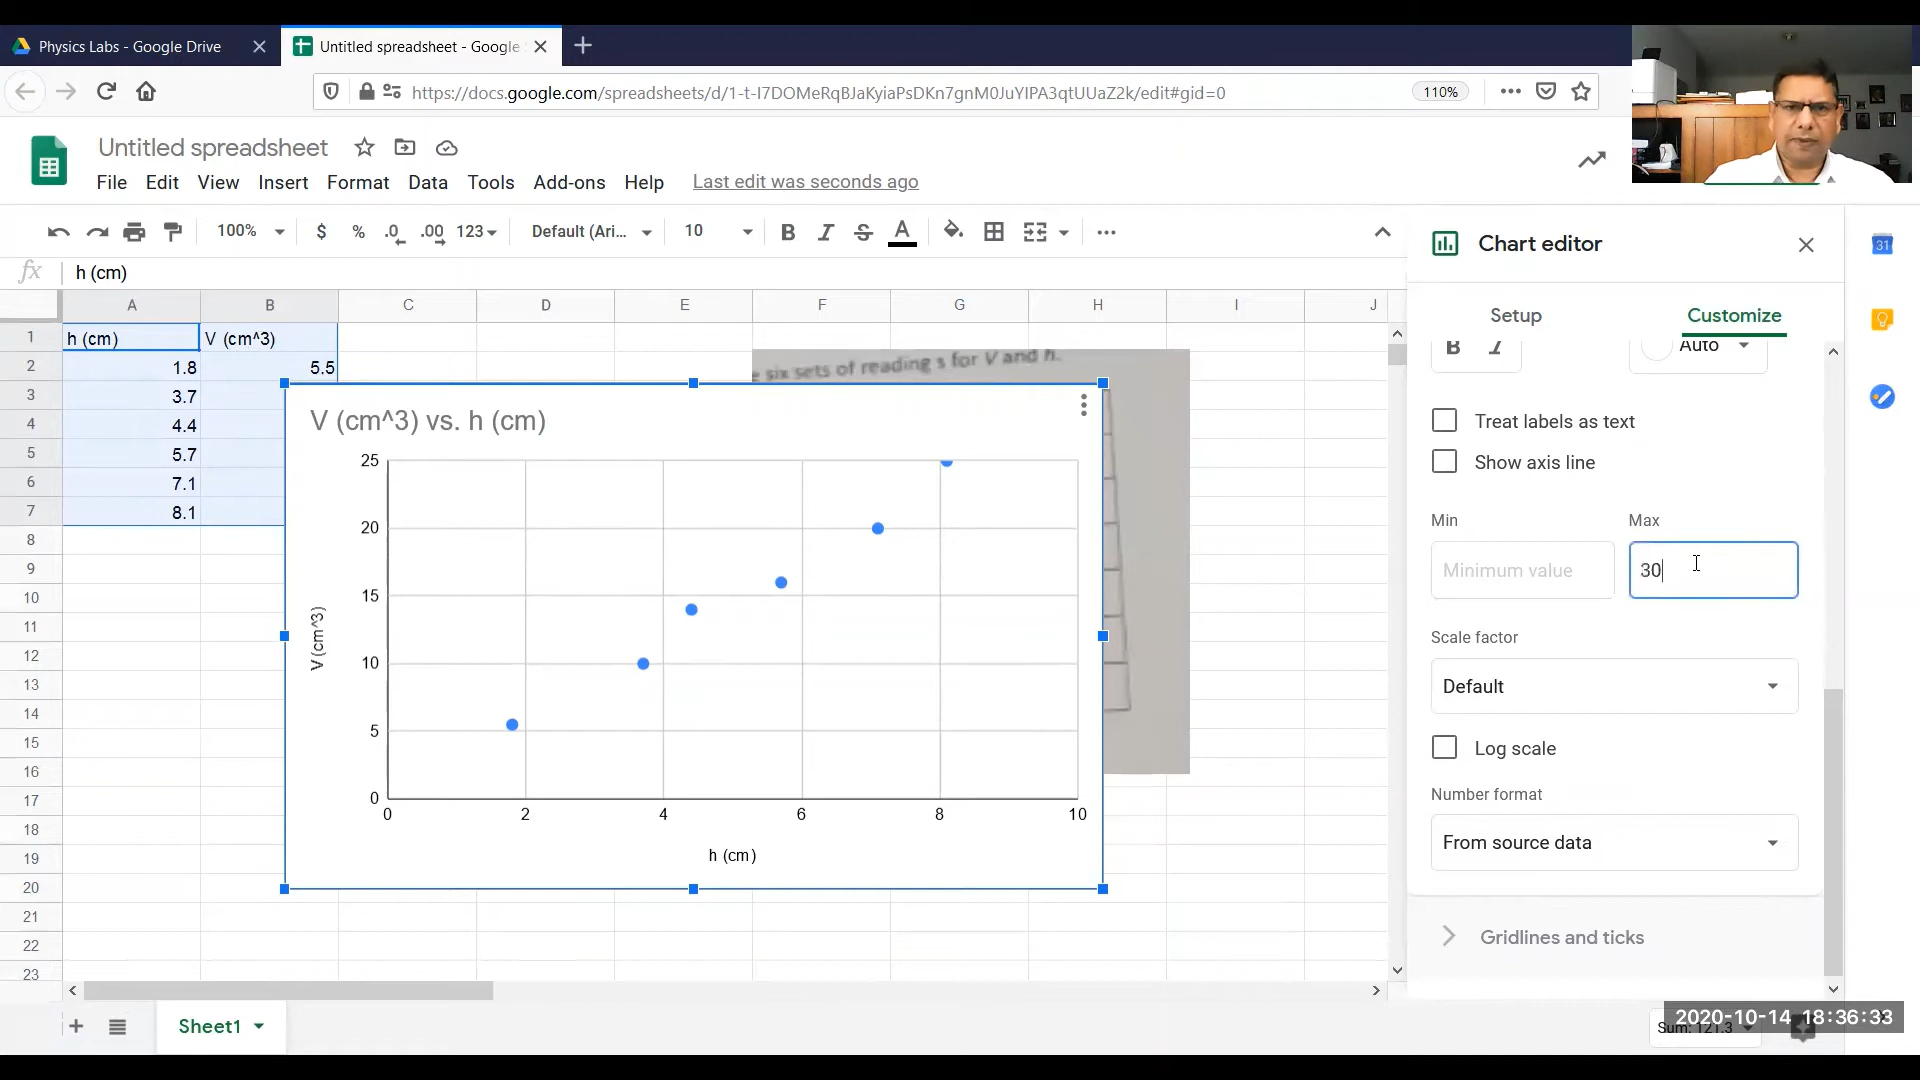 Physics Labs - Google Drive
Untitled spreadsheet - Google
https://docs.google.com/spreadsheets/d/1-t-I7DOMeRqBJaKyiaPsDKn7gnM0JuYIPA3qtUUaZ2k/edit#gid=0
110%
Untitled spreadsheet
File Edit View Insert Format Data Tools Add-ons Help Last edit was seconds ago
100% $ % .0 .00 123 Default (Ari... 10 B I S A
fx h (cm)
A B C D E F G H I J
1 h (cm) V (cm^3)
2 1.8 5.5
3 3.7
4 4.4
5 5.7
6 7.1
7 8.1
8
9
10
11
12
13
14
15
16
17
18
19
20
21
22
23
six sets of reading s for V and h.
V (cm^3) vs. h (cm)
25
20
15
10
5
0
V (cm^3)
0 2 4 6 8 10
h (cm)
Chart editor
Setup Customize
B I Auto
Treat labels as text
Show axis line
Min Max
Minimum value 30
Scale factor
Default
Log scale
Number format
From source data
Gridlines and ticks
31
Sheet1
Sum: 121.3
2020-10-14 18:36:33